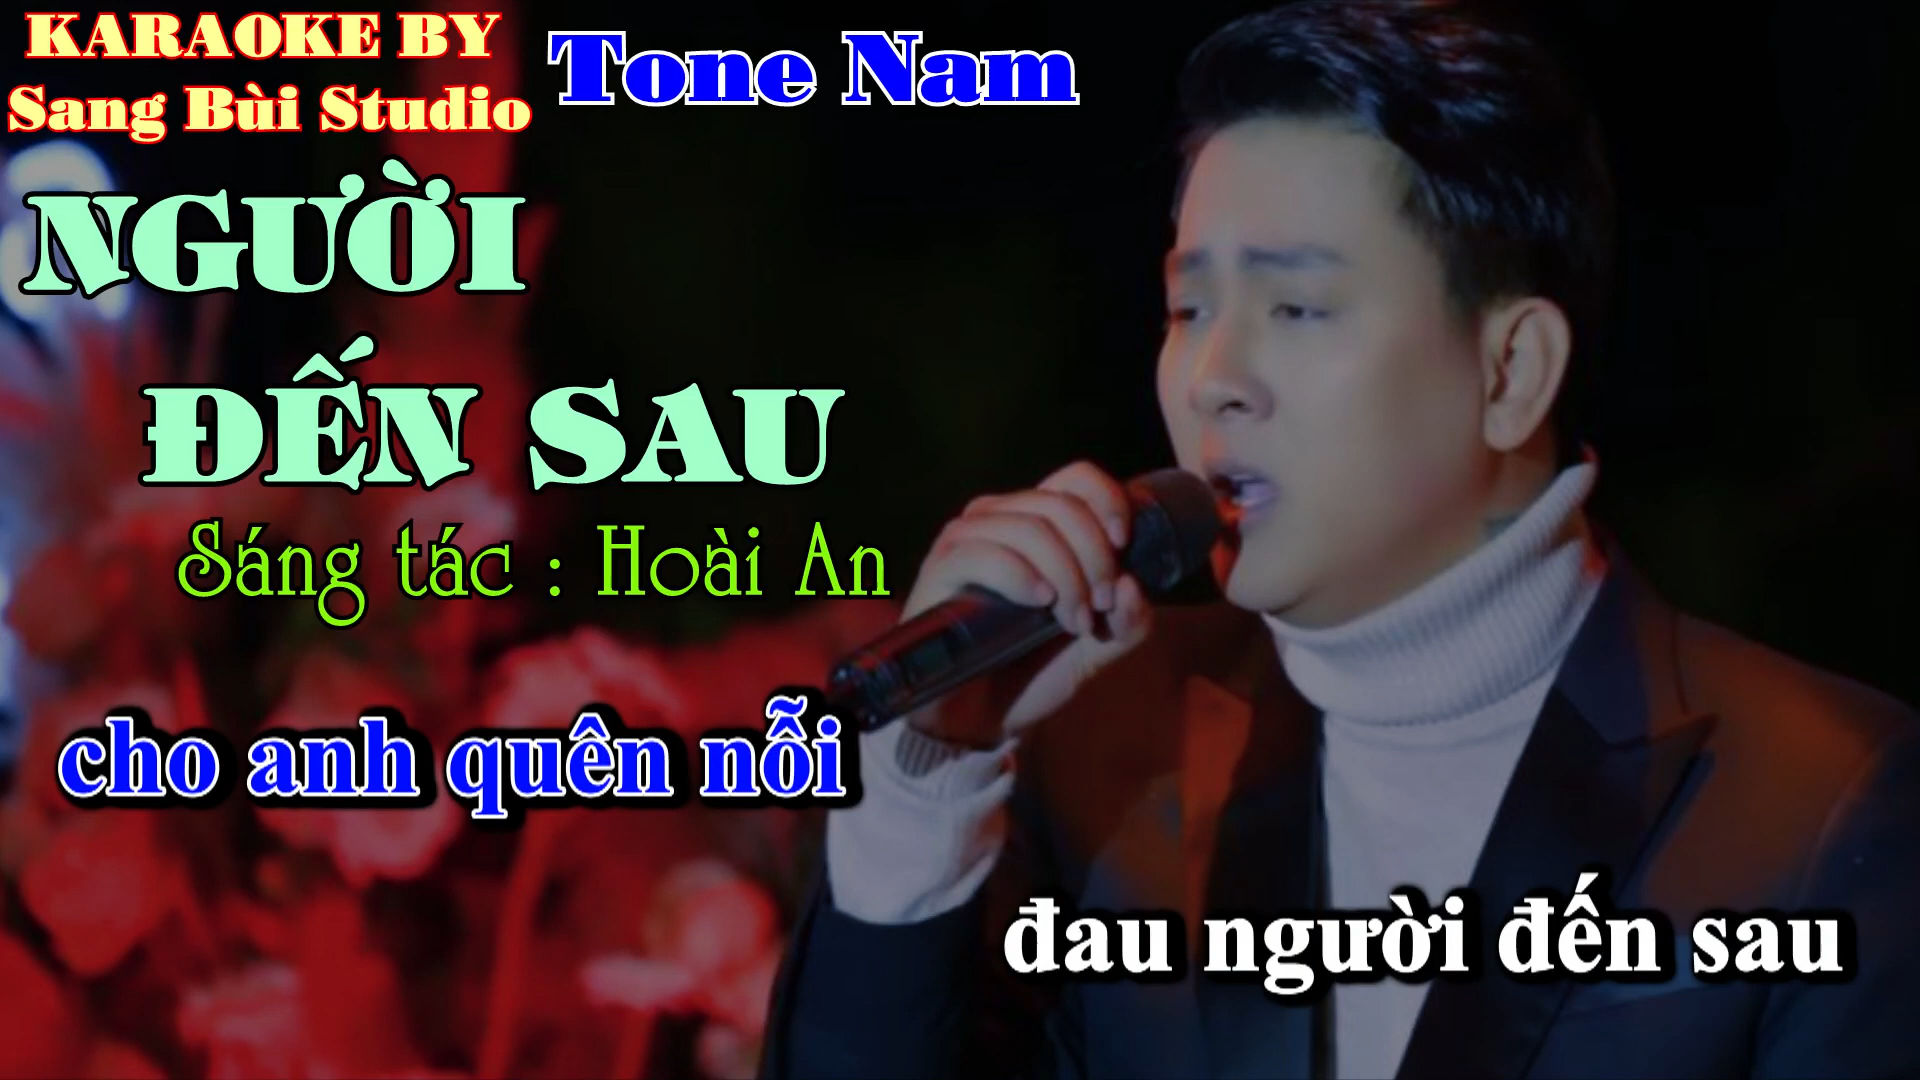 KARAOKE BY
Sang Bùi Studio
Tone Nam
NGƯỜI
ĐẾN SAU
Sáng tác : Hoài An
cho anh quên nỗi
đau người đến sau